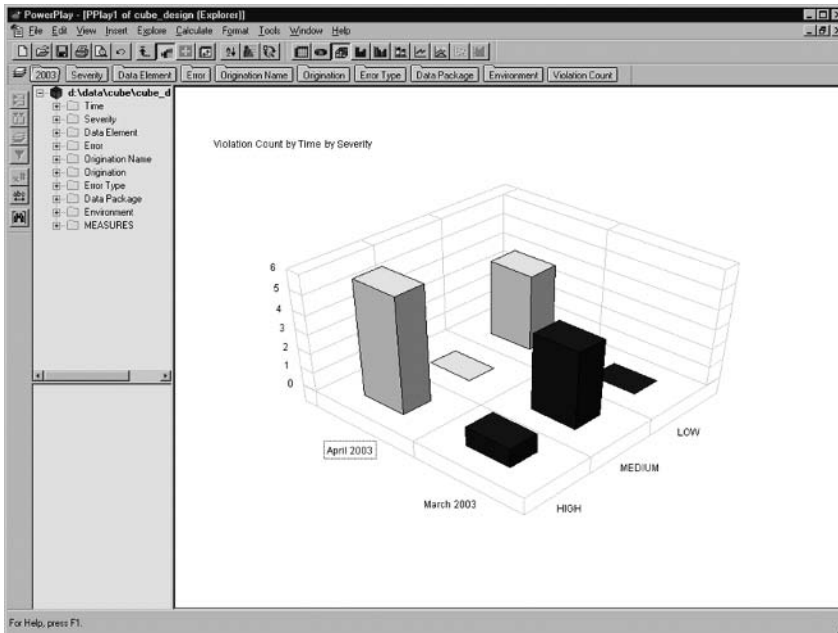 PowerPlay - [PPlay1 of cube_design (Explorer)]
File Edit View Insert Explore Calculate Format Tools Window Help
2003 Severity Data Element Error Origination Name Origination Error Type Data Package Environment Violation Count
d:\data\cube\cube_d
Time
Severity
Data Element
Error
Origination Name
Origination
Error Type
Data Package
Environment
MEASURES
Violation Count by Time by Severity
6
5
4
3
2
1
0
April 2003
March 2003
HIGH
MEDIUM
LOW
For Help, press F1.